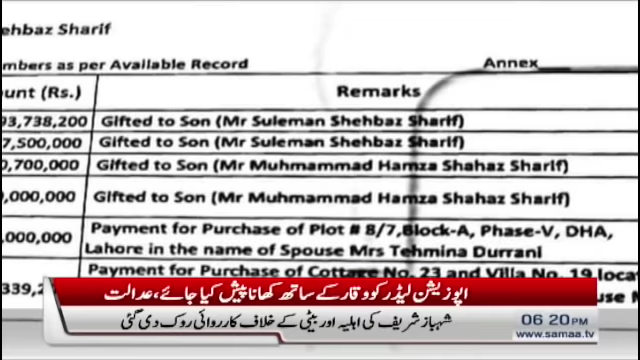 ehbaz Sharif
mbers as per Available Record
Annex
unt (Rs.) Remarks
93,738,200 Gifted to Son (Mr Suleman Shehbaz Sharif)
7,500,000 Gifted to Son (Mr Suleman Shehbaz Sharif)
0,700,000 Gifted to Son (Mr Muhmammad Hamza Shahaz Sharif)
0,000,000 Gifted to Son (Mr Muhmammad Hamza Shahaz Sharif)
,000,000 Payment for Purchase of Plot # 8/7,Block-A, Phase-V, DHA,
Lahore in the name of Spouse Mrs Tehmina Durrani
339,2 Payment for Purchase of Cottage No. 23 and Villa No. 19 locat
اپوزیشن لیڈر کو وقار کے ساتھ کھانا پیش کیا جائے، عدالت
شہباز شریف کی اہلیہ اور بیٹی کے خلاف کارروائی روک دی گئی
06:20 PM
www.samaa.tv